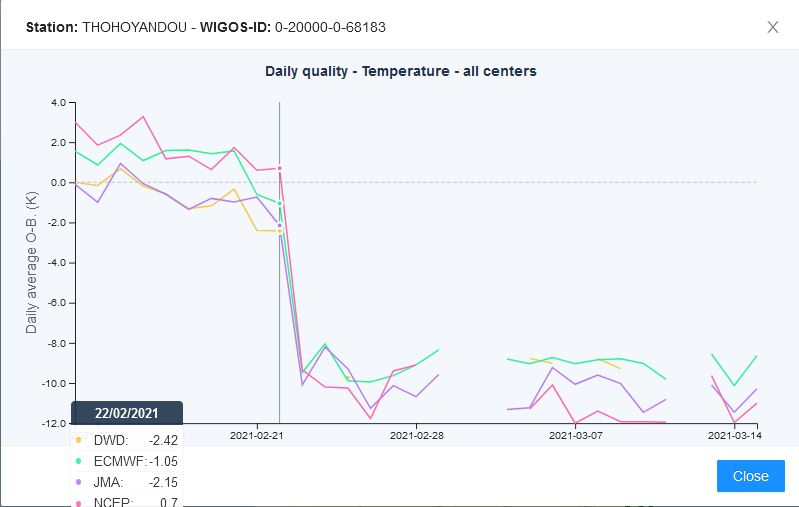 Station: THOHOYANDOU - WIGOS-ID: 0-20000-0-68183
Daily quality - Temperature - all centers
Daily average O-B. (K)
4.0
2.0
0.0
-2.0
-4.0
-6.0
-8.0
-10.0
-12.0
2021-02-21
2021-02-28
2021-03-07
2021-03-14
22/02/2021
DWD: -2.42
ECMWF: -1.05
JMA: -2.15
NCEP: 0.7
Close